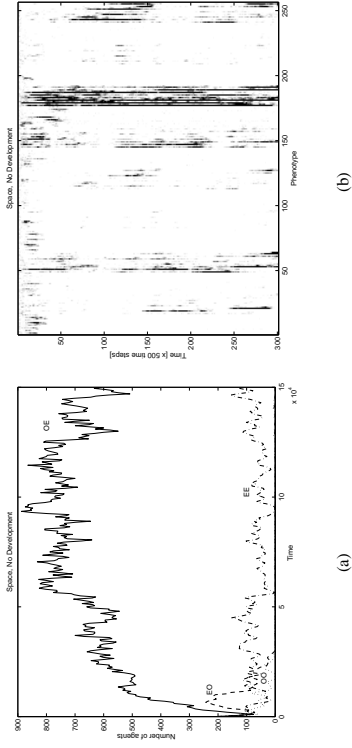 Space, No Development
900
800
700
600
500
400
300
200
100
0
Number of agents
OE
EO
OO
EE
0
5
10
15
x 10⁴
Time
(a)
Space, No Development
50
100
150
200
250
300
Time [x 500 time steps]
50
100
150
200
250
Phenotype
(b)